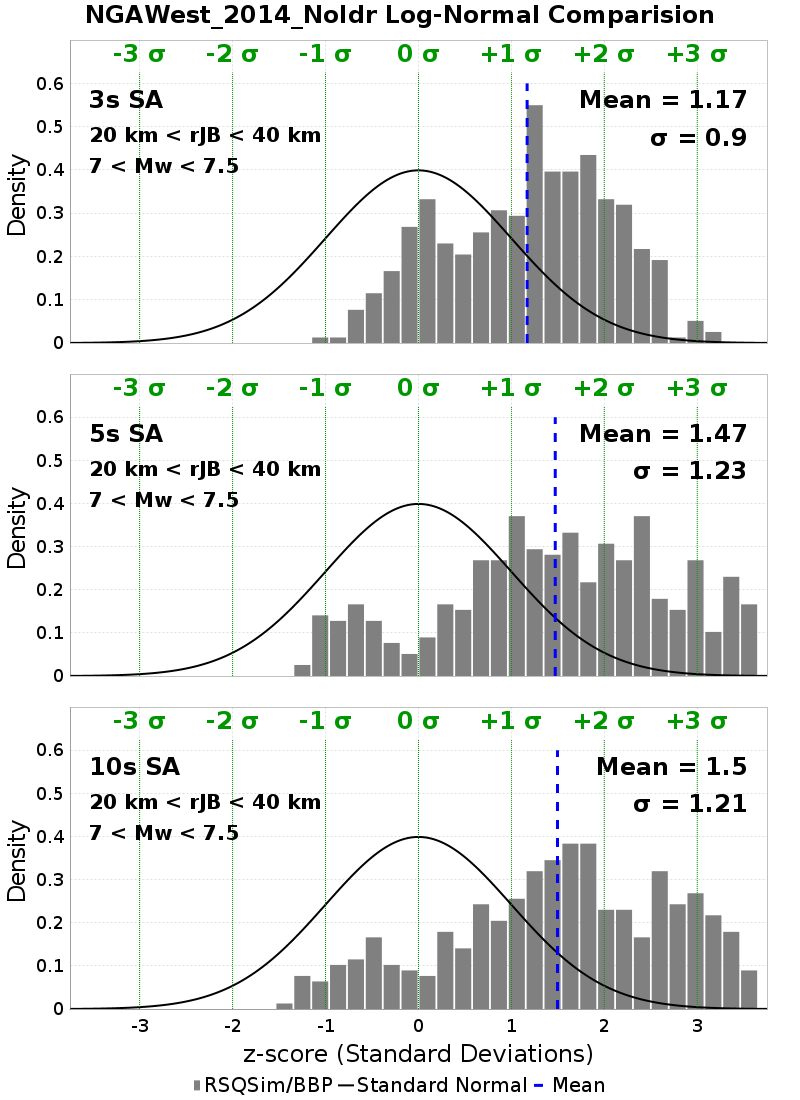 NGAWest_2014_NoIdr Log-Normal Comparision
-3 σ -2 σ -1 σ 0 σ +1 σ +2 σ +3 σ
0.6
3s SA Mean = 1.17
0.5
20 km < rJB < 40 km σ = 0.9
7 < Mw < 7.5
0.4
0.3
0.2
0.1
0
Density
-3 σ -2 σ -1 σ 0 σ +1 σ +2 σ +3 σ
0.6
5s SA Mean = 1.47
0.5
20 km < rJB < 40 km σ = 1.23
7 < Mw < 7.5
0.4
0.3
0.2
0.1
0
Density
-3 σ -2 σ -1 σ 0 σ +1 σ +2 σ +3 σ
0.6
10s SA Mean = 1.5
0.5
20 km < rJB < 40 km σ = 1.21
7 < Mw < 7.5
0.4
0.3
0.2
0.1
0
Density
-3 -2 -1 0 1 2 3
z-score (Standard Deviations)
RSQSim/BBP Standard Normal Mean